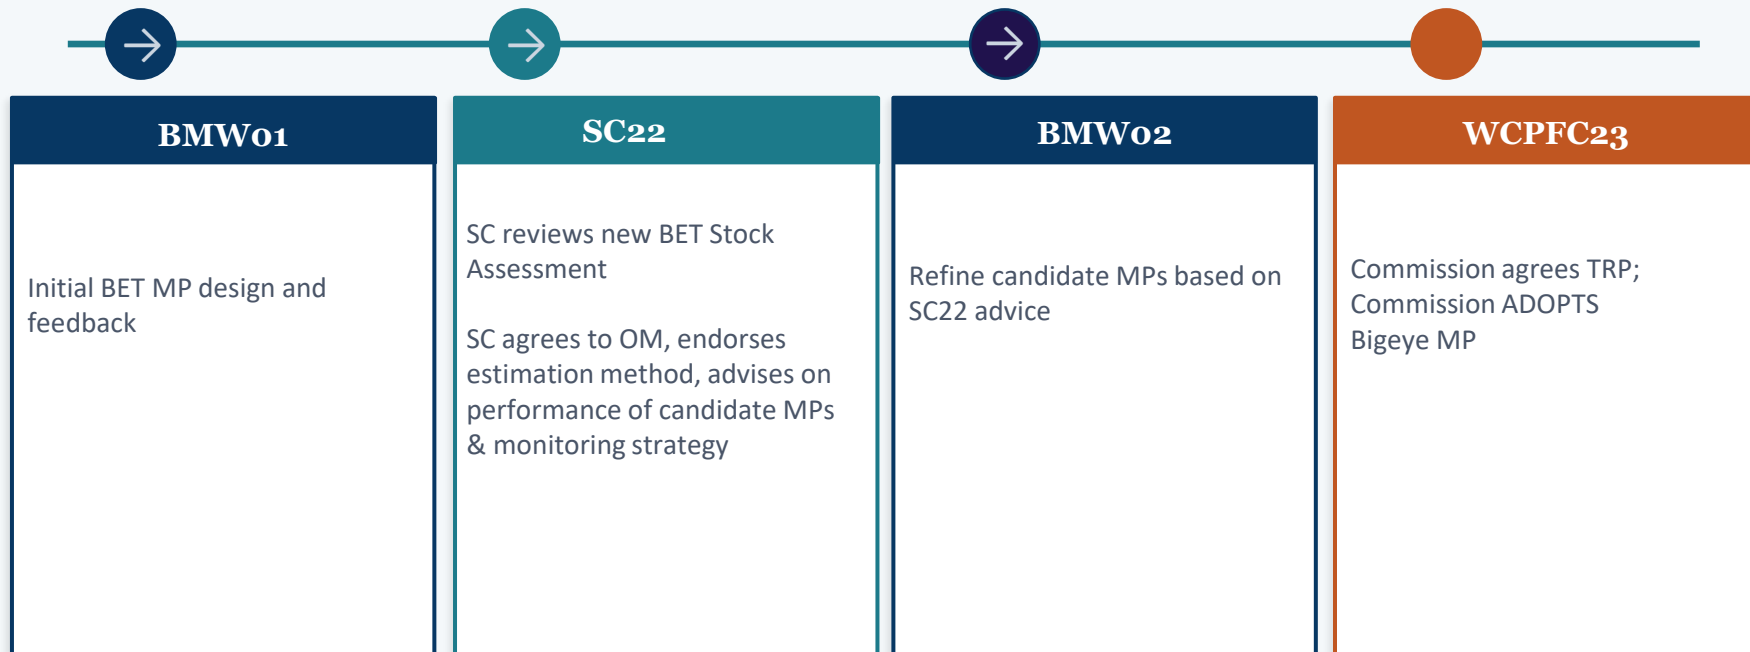 BMW01
Initial BET MP design and
feedback
SC22
SC reviews new BET Stock
Assessment
SC agrees to OM, endorses
estimation method, advises on
performance of candidate MPs
& monitoring strategy
BMW02
Refine candidate MPs based on
SC22 advice
WCPFC23
Commission agrees TRP;
Commission ADOPTS
Bigeye MP